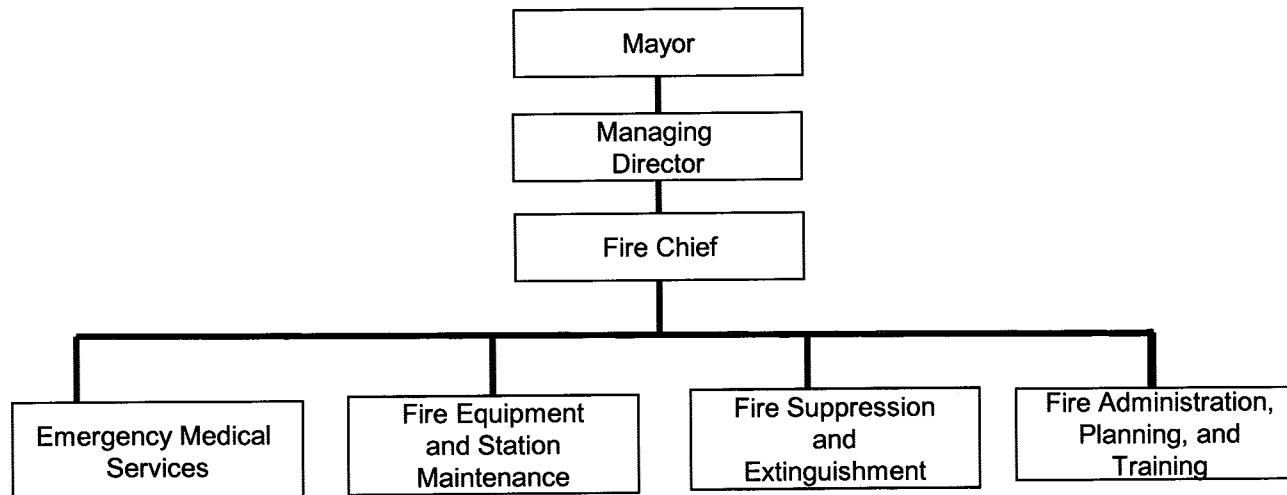 Mayor
Managing
Director
Fire Chief
Emergency Medical
Services
Fire Equipment
and Station
Maintenance
Fire Suppression
and
Extinguishment
Fire Administration,
Planning, and
Training